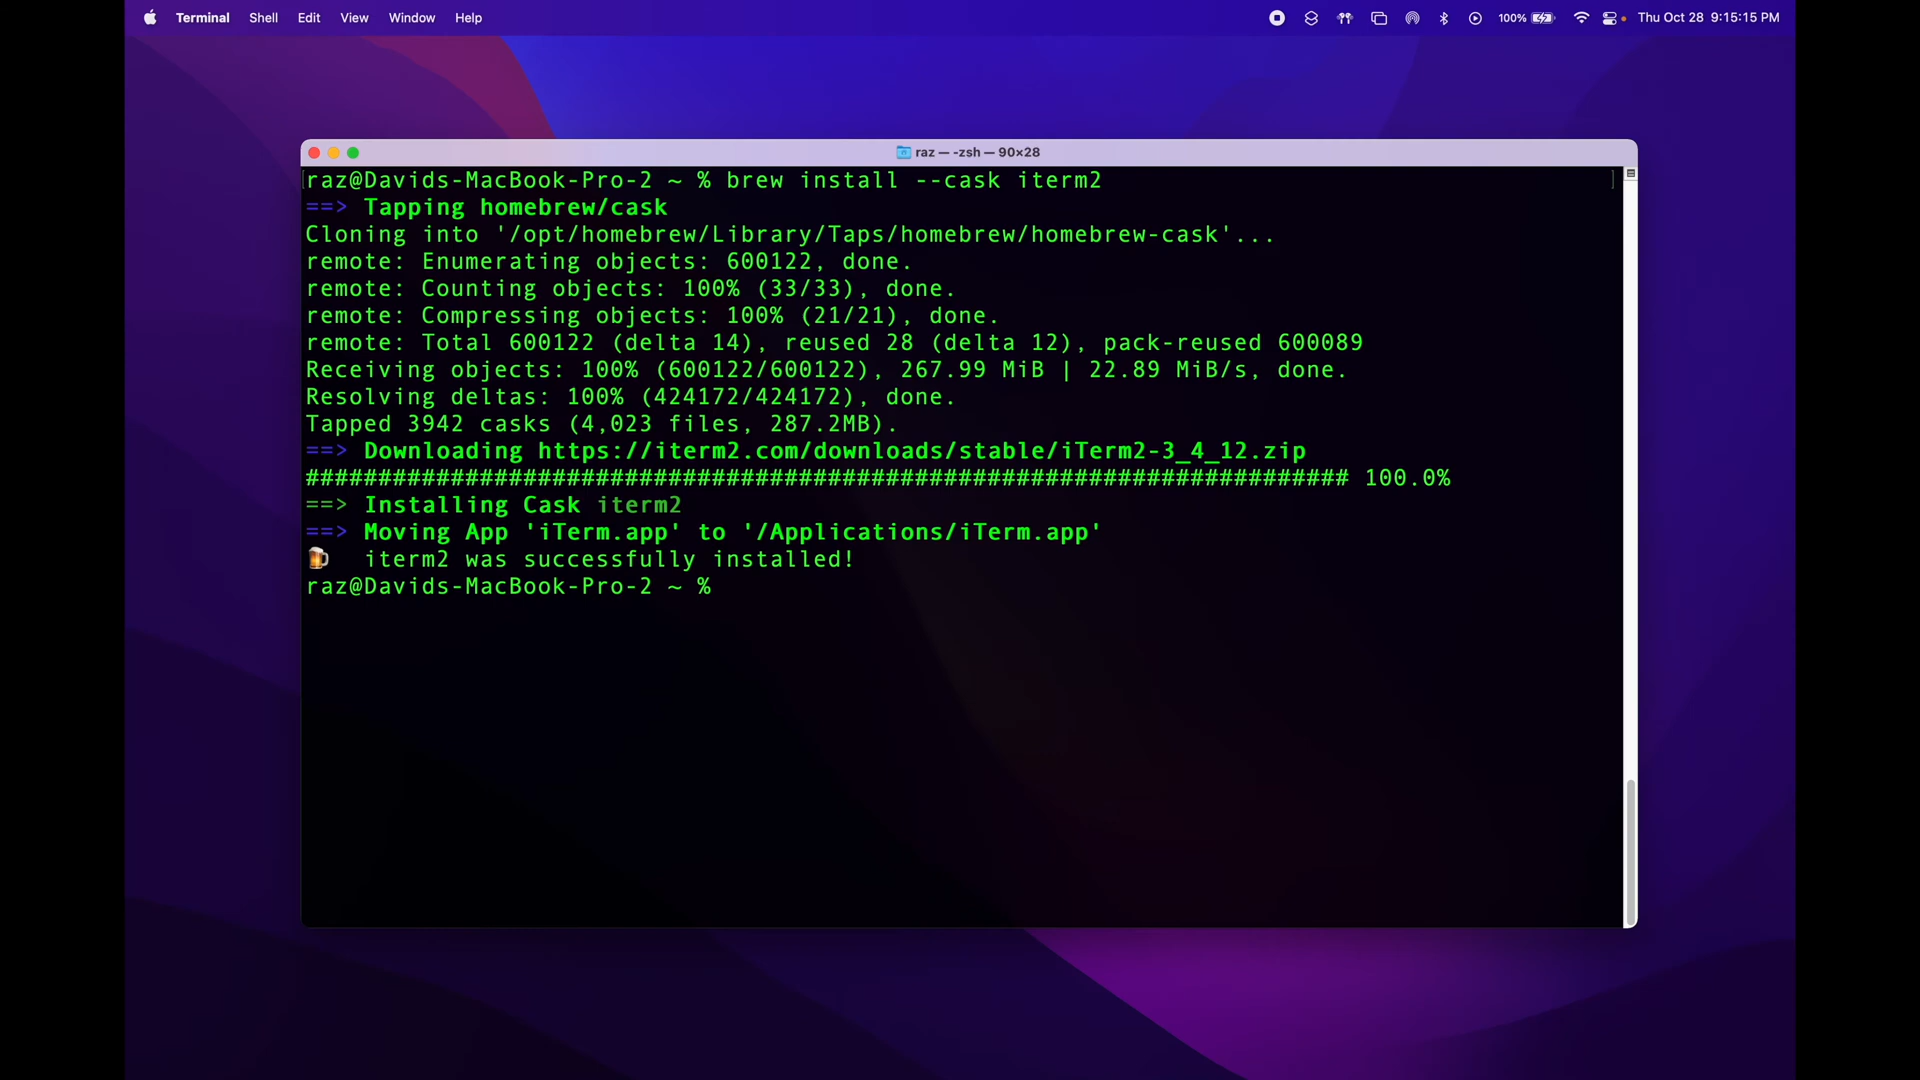 Terminal Shell Edit View Window Help 100% Thu Oct 28 9:15:15 PM
raz — -zsh — 90×28
raz@Davids-MacBook-Pro-2 ~ % brew install --cask iterm2
==> Tapping homebrew/cask
Cloning into '/opt/homebrew/Library/Taps/homebrew/homebrew-cask'...
remote: Enumerating objects: 600122, done.
remote: Counting objects: 100% (33/33), done.
remote: Compressing objects: 100% (21/21), done.
remote: Total 600122 (delta 14), reused 28 (delta 12), pack-reused 600089
Receiving objects: 100% (600122/600122), 267.99 MiB | 22.89 MiB/s, done.
Resolving deltas: 100% (424172/424172), done.
Tapped 3942 casks (4,023 files, 287.2MB).
==> Downloading https://iterm2.com/downloads/stable/iTerm2-3_4_12.zip
######################################################################## 100.0%
==> Installing Cask iterm2
==> Moving App 'iTerm.app' to '/Applications/iTerm.app'
🍺 iterm2 was successfully installed!
raz@Davids-MacBook-Pro-2 ~ %